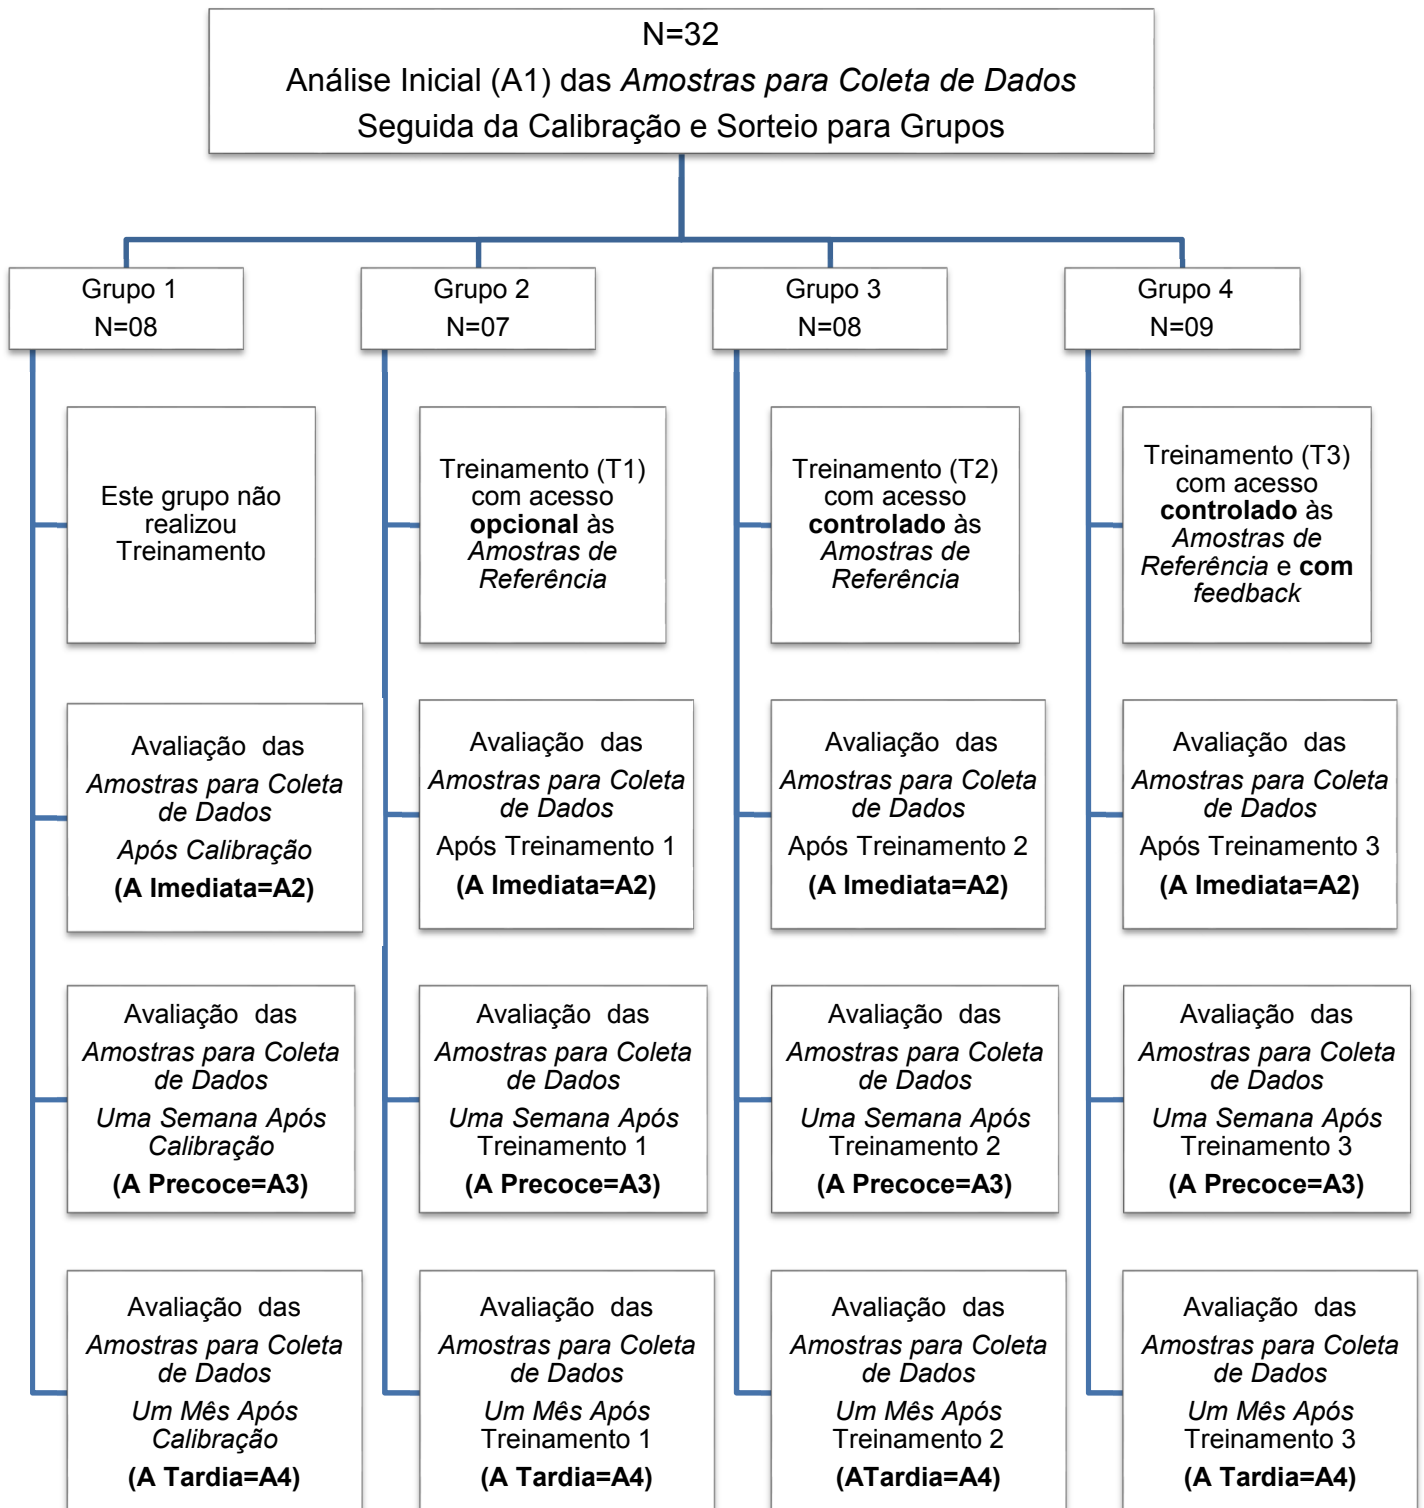 N=32
Análise Inicial (A1) das Amostras para Coleta de Dados
Seguida da Calibração e Sorteio para Grupos
Grupo 1
N=08
Grupo 2
N=07
Grupo 3
N=08
Grupo 4
N=09
Este grupo não
realizou
Treinamento
Treinamento (T1)
com acesso
opcional às
Amostras de
Referência
Treinamento (T2)
com acesso
controlado às
Amostras de
Referência
Treinamento (T3)
com acesso
controlado às
Amostras de
Referência e com
feedback
Avaliação das
Amostras para Coleta
de Dados
Após Calibração
(A Imediata=A2)
Avaliação das
Amostras para Coleta
de Dados
Após Treinamento 1
(A Imediata=A2)
Avaliação das
Amostras para Coleta
de Dados
Após Treinamento 2
(A Imediata=A2)
Avaliação das
Amostras para Coleta
de Dados
Após Treinamento 3
(A Imediata=A2)
Avaliação das
Amostras para Coleta
de Dados
Uma Semana Após
Calibração
(A Precoce=A3)
Avaliação das
Amostras para Coleta
de Dados
Uma Semana Após
Treinamento 1
(A Precoce=A3)
Avaliação das
Amostras para Coleta
de Dados
Uma Semana Após
Treinamento 2
(A Precoce=A3)
Avaliação das
Amostras para Coleta
de Dados
Uma Semana Após
Treinamento 3
(A Precoce=A3)
Avaliação das
Amostras para Coleta
de Dados
Um Mês Após
Calibração
(A Tardia=A4)
Avaliação das
Amostras para Coleta
de Dados
Um Mês Após
Treinamento 1
(A Tardia=A4)
Avaliação das
Amostras para Coleta
de Dados
Um Mês Após
Treinamento 2
(ATardia=A4)
Avaliação das
Amostras para Coleta
de Dados
Um Mês Após
Treinamento 3
(A Tardia=A4)